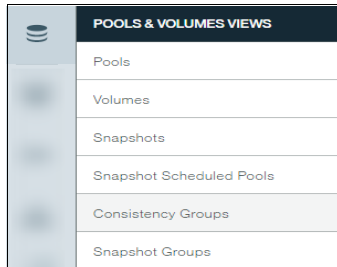 POOLS & VOLUMES VIEWS
Pools
Volumes
Snapshots
Snapshot Scheduled Pools
Consistency Groups
Snapshot Groups